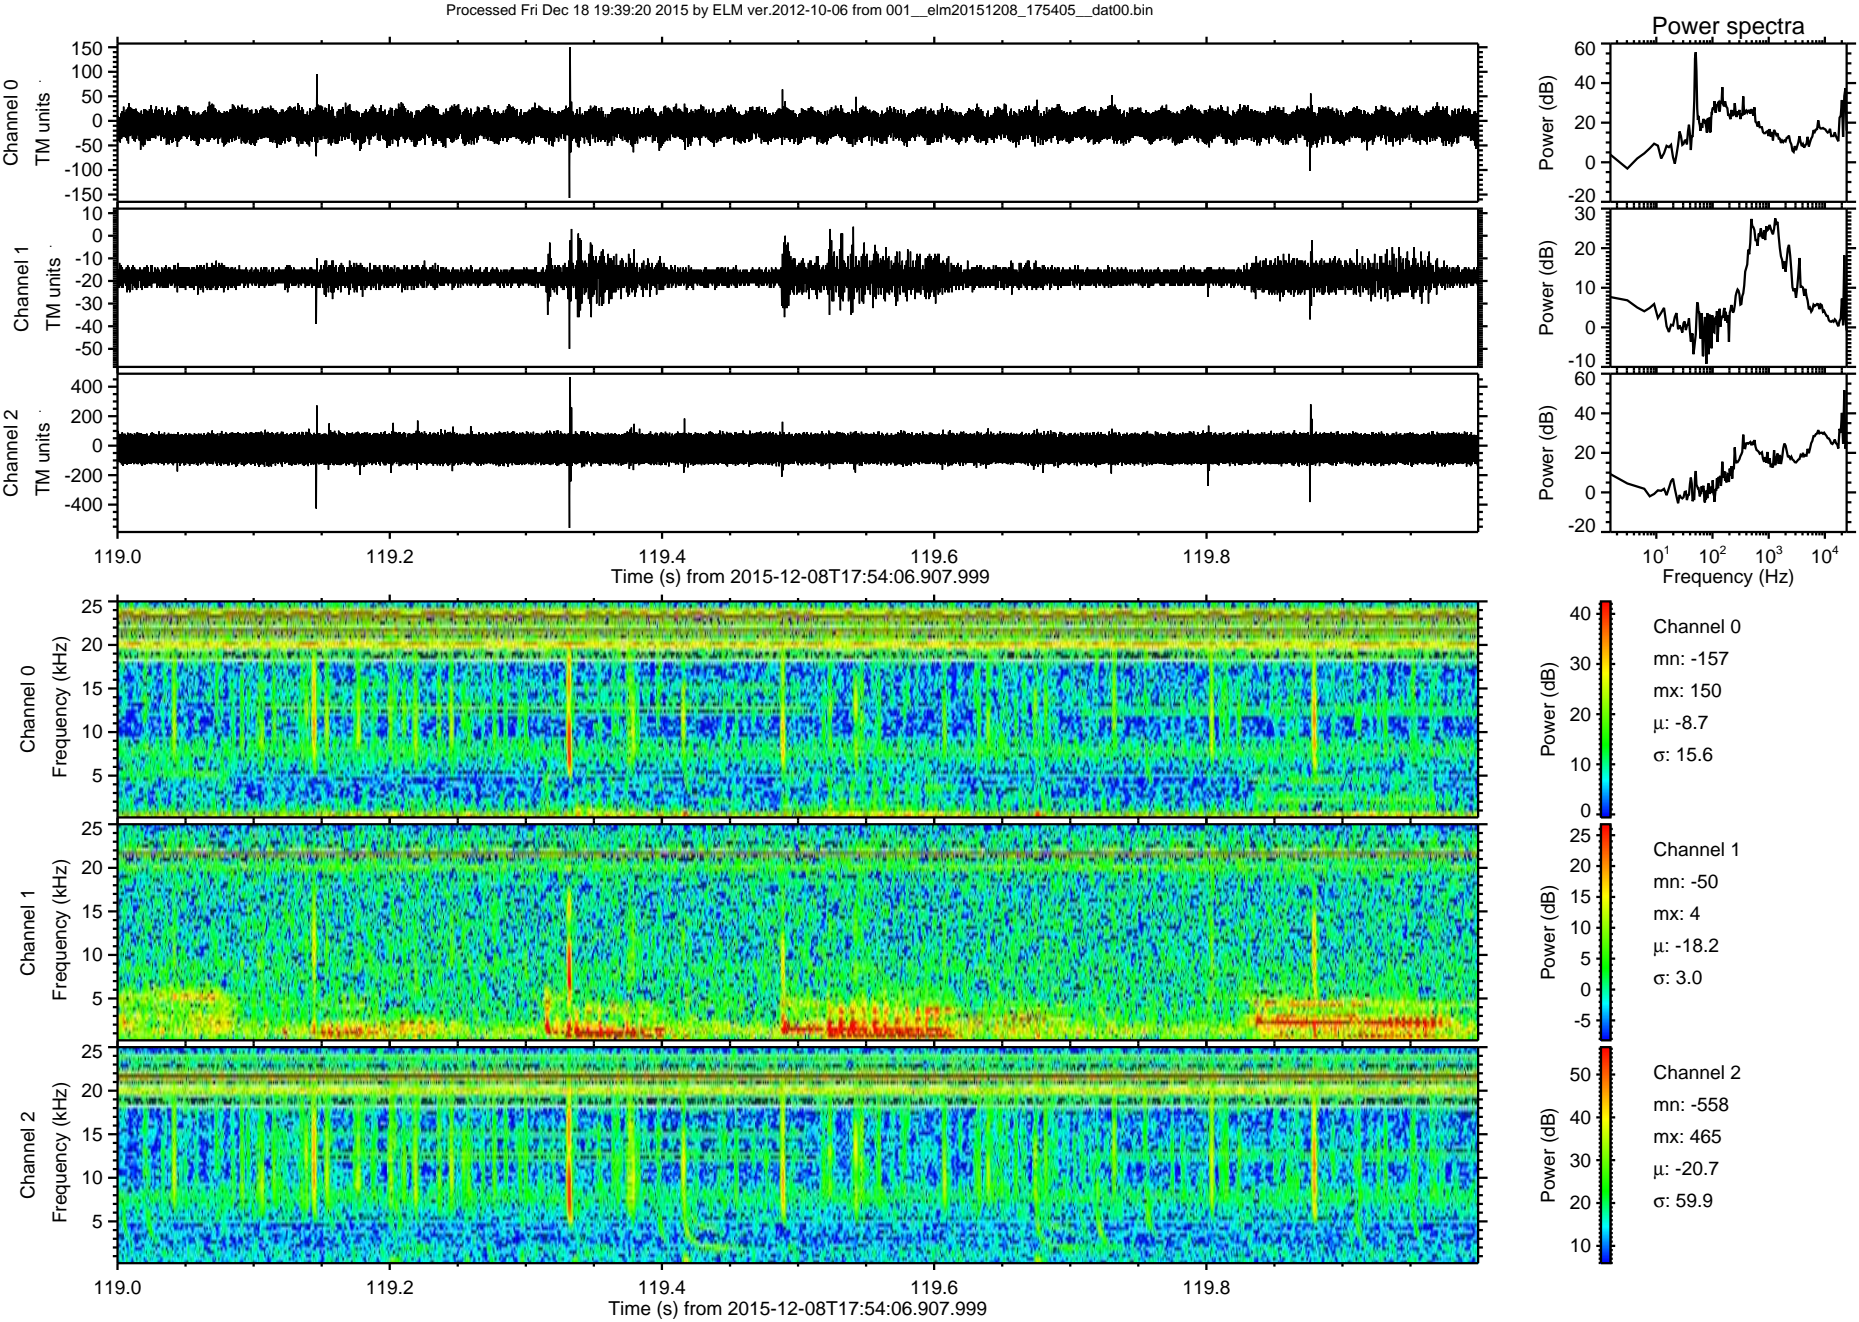 Processed Fri Dec 18 19:39:20 2015 by ELM ver.2012-10-06 from 001__elm20151208_175405__dat00.bin
Power spectra
Channel 0
TM units
150
100
50
0
-50
-100
-150
Power (dB)
60
40
20
0
-20
Channel 1
TM units
10
0
-10
-20
-30
-40
-50
Power (dB)
30
20
10
0
-10
Channel 2
TM units
400
200
0
-200
-400
Power (dB)
60
40
20
0
-20
119.0 119.2 119.4 119.6 119.8
Time (s) from 2015-12-08T17:54:06.907.999
10¹ 10² 10³ 10⁴
Frequency (Hz)
Channel 0
Frequency (kHz)
25
20
15
10
5
Power (dB)
40
30
20
10
0
Channel 0
mn: -157
mx: 150
μ: -8.7
σ: 15.6
Channel 1
Frequency (kHz)
25
20
15
10
5
Power (dB)
25
20
15
10
5
0
-5
Channel 1
mn: -50
mx: 4
μ: -18.2
σ: 3.0
Channel 2
Frequency (kHz)
25
20
15
10
5
Power (dB)
50
40
30
20
10
Channel 2
mn: -558
mx: 465
μ: -20.7
σ: 59.9
119.0 119.2 119.4 119.6 119.8
Time (s) from 2015-12-08T17:54:06.907.999